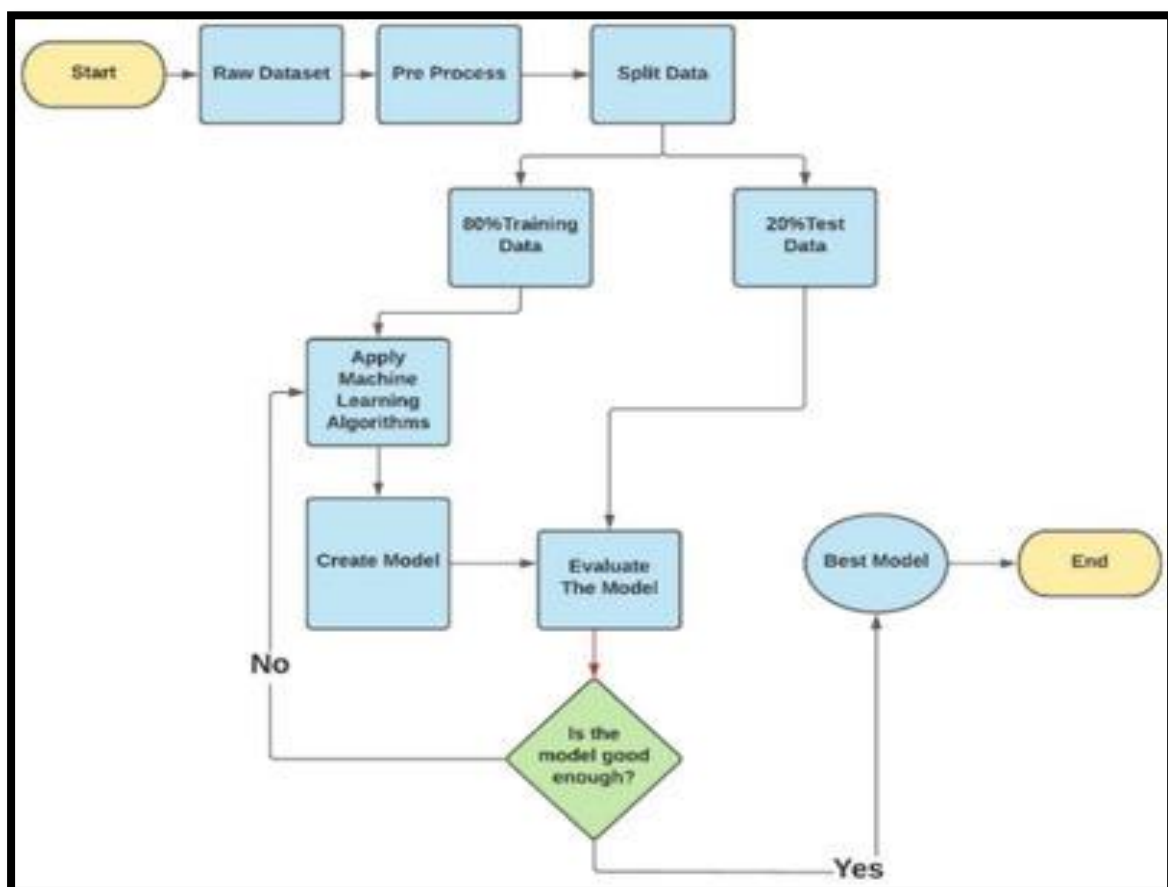 Start
Raw Dataset
Pre Process
Split Data
80%Training
Data
20%Test
Data
Apply
Machine
Learning
Algorithms
Create Model
Evaluate
The Model
Best Model
End
No
Is the
model good
enough?
Yes